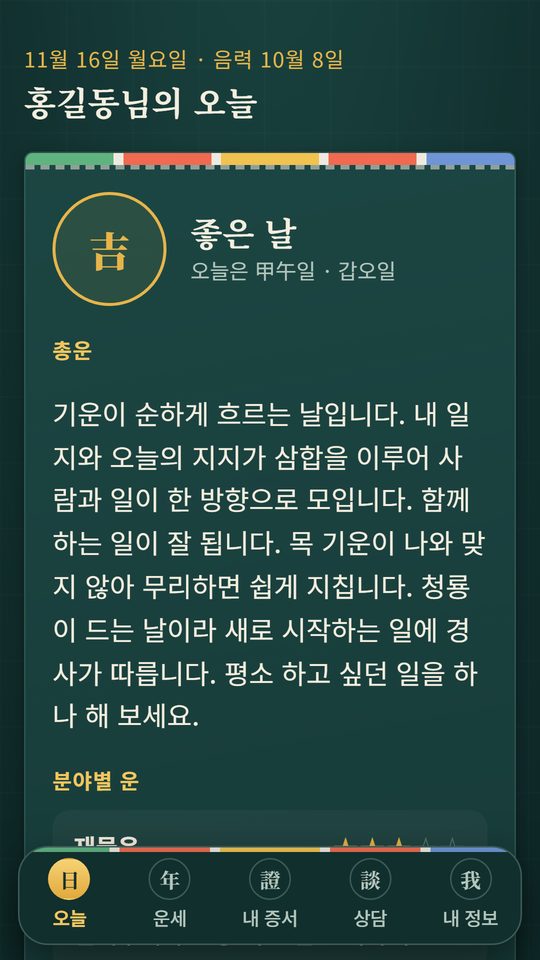 11월 16일 월요일 · 음력 10월 8일
홍길동님의 오늘
吉
좋은 날
오늘은 甲午일 · 갑오일
총운
기운이 순하게 흐르는 날입니다. 내 일
지와 오늘의 지지가 삼합을 이루어 사
람과 일이 한 방향으로 모입니다. 함께
하는 일이 잘 됩니다. 목 기운이 나와 맞
지 않아 무리하면 쉽게 지칩니다. 청룡
이 드는 날이라 새로 시작하는 일에 경
사가 따릅니다. 평소 하고 싶던 일을 하
나 해 보세요.
분야별 운
재물운
日 年 證 談 我
오늘 운세 내 증서 상담 내 정보